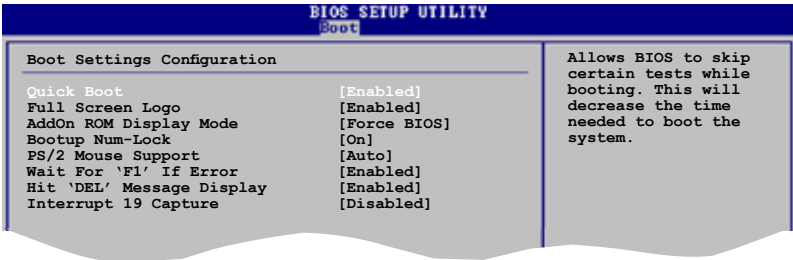 BIOS SETUP UTILITY
Boot
Boot Settings Configuration
Quick Boot [Enabled]
Full Screen Logo [Enabled]
AddOn ROM Display Mode [Force BIOS]
Bootup Num-Lock [On]
PS/2 Mouse Support [Auto]
Wait For ‘F1’ If Error [Enabled]
Hit ‘DEL’ Message Display [Enabled]
Interrupt 19 Capture [Disabled]
Allows BIOS to skip
certain tests while
booting. This will
decrease the time
needed to boot the
system.